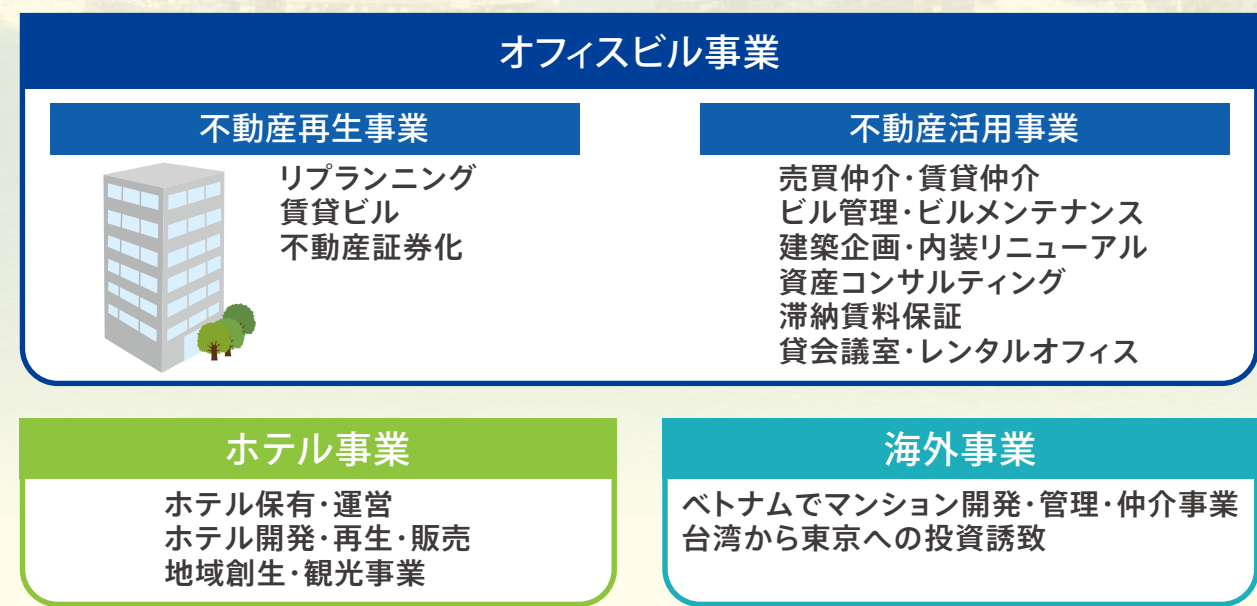 オフィスビル事業
不動産再生事業
リプランニング
賃貸ビル
不動産証券化
不動産活用事業
売買仲介・賃貸仲介
ビル管理・ビルメンテナンス
建築企画・内装リニューアル
資産コンサルティング
滞納賃料保証
貸会議室・レンタルオフィス
ホテル事業
ホテル保有・運営
ホテル開発・再生・販売
地域創生・観光事業
海外事業
ベトナムでマンション開発・管理・仲介事業
台湾から東京への投資誘致